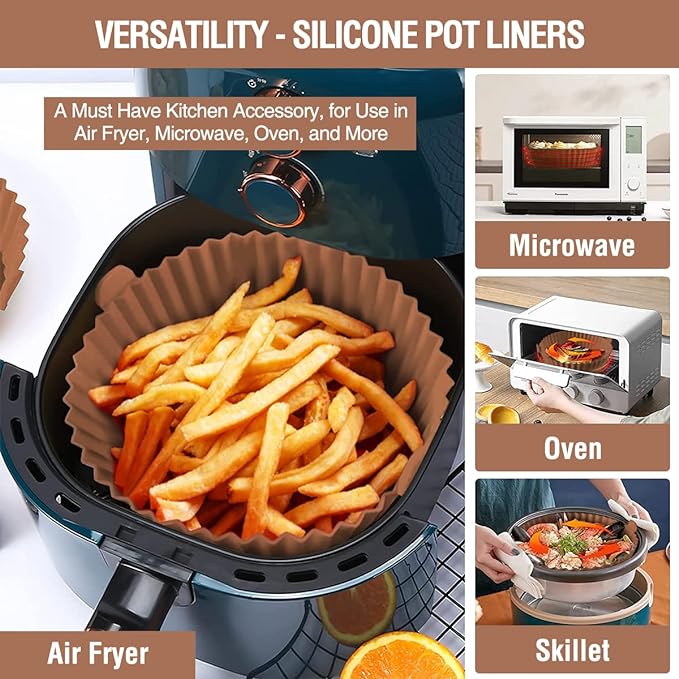 VERSATILITY - SILICONE POT LINERS
A Must Have Kitchen Accessory, for Use in
Air Fryer, Microwave, Oven, and More
Panasonic
Microwave
Oven
Air Fryer
Skillet